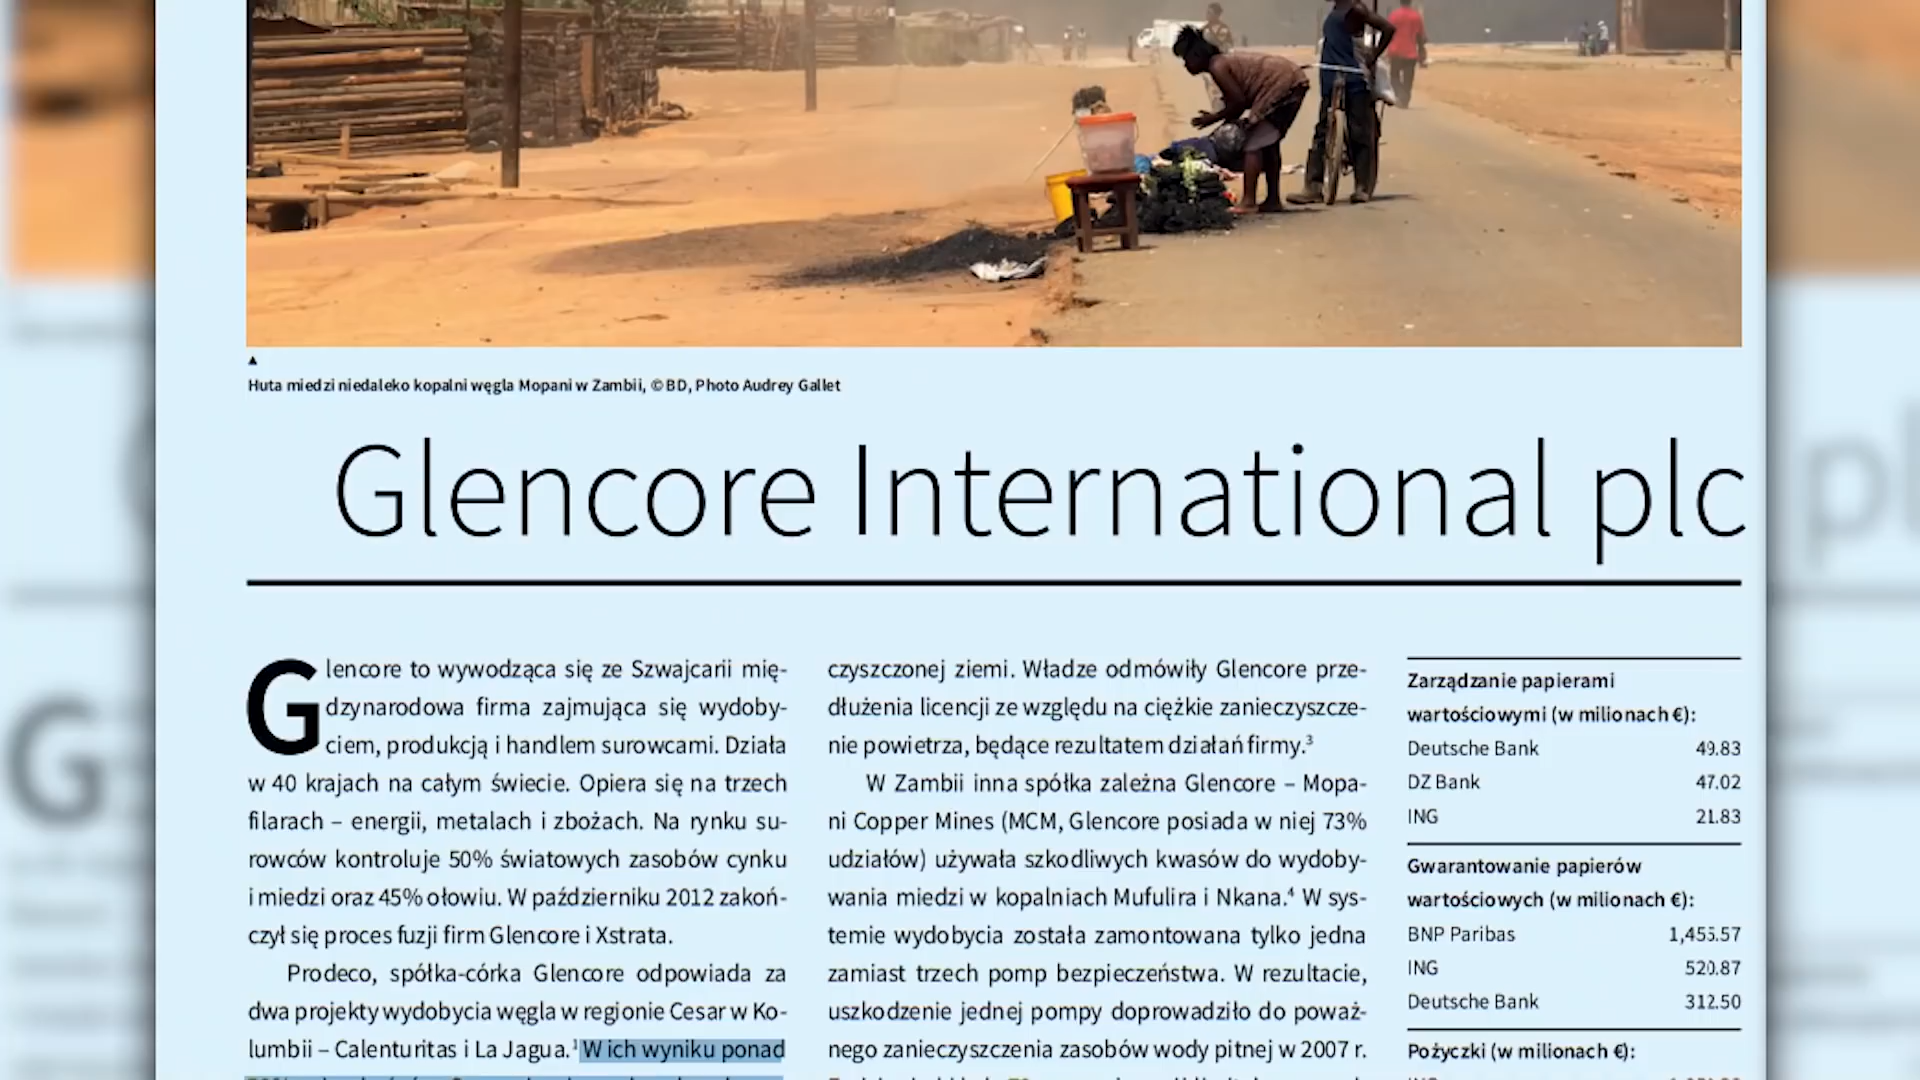 Huta miedzi niedaleko kopalni węgla Mopani w Zambii, © BD, Photo Audrey Gallet
Glencore International plc
Glencore to wywodząca się ze Szwajcarii mię-
dzynarodowa firma zajmująca się wydoby-
ciem, produkcją i handlem surowcami. Działa
w 40 krajach na całym świecie. Opiera się na trzech
filarach – energii, metalach i zbożach. Na rynku su-
rowców kontroluje 50% światowych zasobów cynku
i miedzi oraz 45% ołowiu. W październiku 2012 zakoń-
czył się proces fuzji firm Glencore i Xstrata.
Prodeco, spółka-córka Glencore odpowiada za
dwa projekty wydobycia węgla w regionie Cesar w Ko-
lumbii – Calenturitas i La Jagua.¹ W ich wyniku ponad
czyszczonej ziemi. Władze odmówiły Glencore prze-
dłużenia licencji ze względu na ciężkie zanieczyszcze-
nie powietrza, będące rezultatem działań firmy.³
W Zambii inna spółka zależna Glencore – Mopa-
ni Copper Mines (MCM, Glencore posiada w niej 73%
udziałów) używała szkodliwych kwasów do wydoby-
wania miedzi w kopalniach Mufulira i Nkana.⁴ W sys-
temie wydobycia została zamontowana tylko jedna
zamiast trzech pomp bezpieczeństwa. W rezultacie,
uszkodzenie jednej pompy doprowadziło do poważ-
nego zanieczyszczenia zasobów wody pitnej w 2007 r.
Zarządzanie papierami
wartościowymi (w milionach €):
Deutsche Bank 49.83
DZ Bank 47.02
ING 21.83
Gwarantowanie papierów
wartościowych (w milionach €):
BNP Paribas 1,455.57
ING 520.87
Deutsche Bank 312.50
Pożyczki (w milionach €):